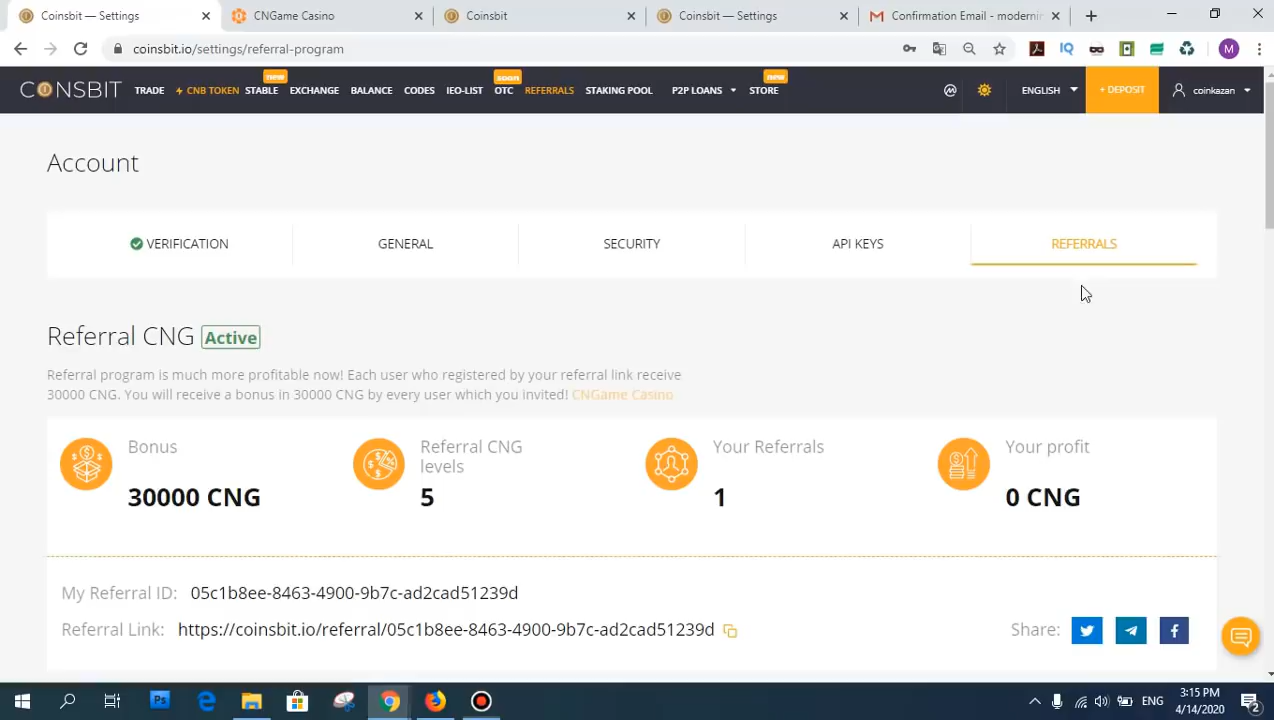 Coinsbit — Settings
CNGame Casino
Coinsbit
Coinsbit — Settings
Confirmation Email - modernin
coinsbit.io/settings/referral-program
IQ
M
CONSBIT
TRADE
CNB TOKEN
new
STABLE
EXCHANGE
BALANCE
CODES
IEO-LIST
soon
OTC
REFERRALS
STAKING POOL
P2P LOANS
new
STORE
ENGLISH
+ DEPOSIT
coinkazan
Account
VERIFICATION
GENERAL
SECURITY
API KEYS
REFERRALS
Referral CNG Active
Referral program is much more profitable now! Each user who registered by your referral link receive
30000 CNG. You will receive a bonus in 30000 CNG by every user which you invited! CNGame Casino
Bonus
30000 CNG
Referral CNG
levels
5
Your Referrals
1
Your profit
0 CNG
My Referral ID: 05c1b8ee-8463-4900-9b7c-ad2cad51239d
Referral Link: https://coinsbit.io/referral/05c1b8ee-8463-4900-9b7c-ad2cad51239d
Share:
Ps
ENG
3:15 PM
4/14/2020
2